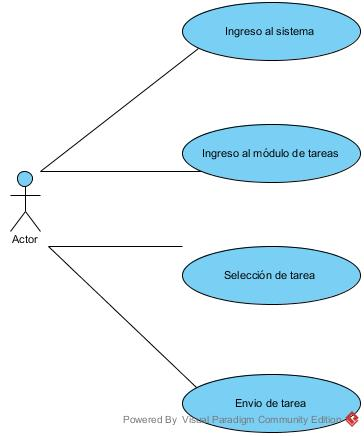 Ingreso al sistema
Ingreso al módulo de tareas
Actor
Selección de tarea
Envio de tarea
Powered By Visual Paradigm Community Edition